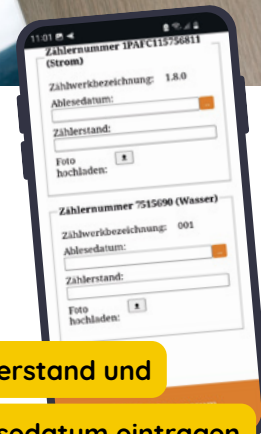 11:01
Zählernummer 1PAFC115756811
(Strom)
Zählwerkbezeichnung: 1.8.0
Ablesedatum:
...
Zählerstand:
Foto
hochladen:
Zählernummer 7515690 (Wasser)
Zählwerkbezeichnung: 001
Ablesedatum:
...
Zählerstand:
Foto
hochladen:
erstand und
sedatum eintragen